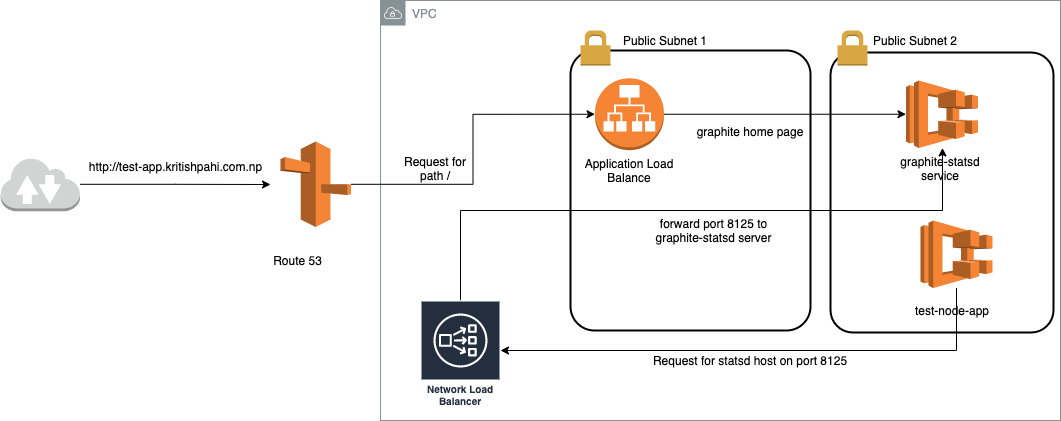 VPC
Public Subnet 1
Public Subnet 2
http://test-app.kritishpahi.com.np
Request for
path /
graphite home page
Application Load
Balance
graphite-statsd
service
forward port 8125 to
graphite-statsd server
Route 53
test-node-app
Request for statsd host on port 8125
Network Load
Balancer